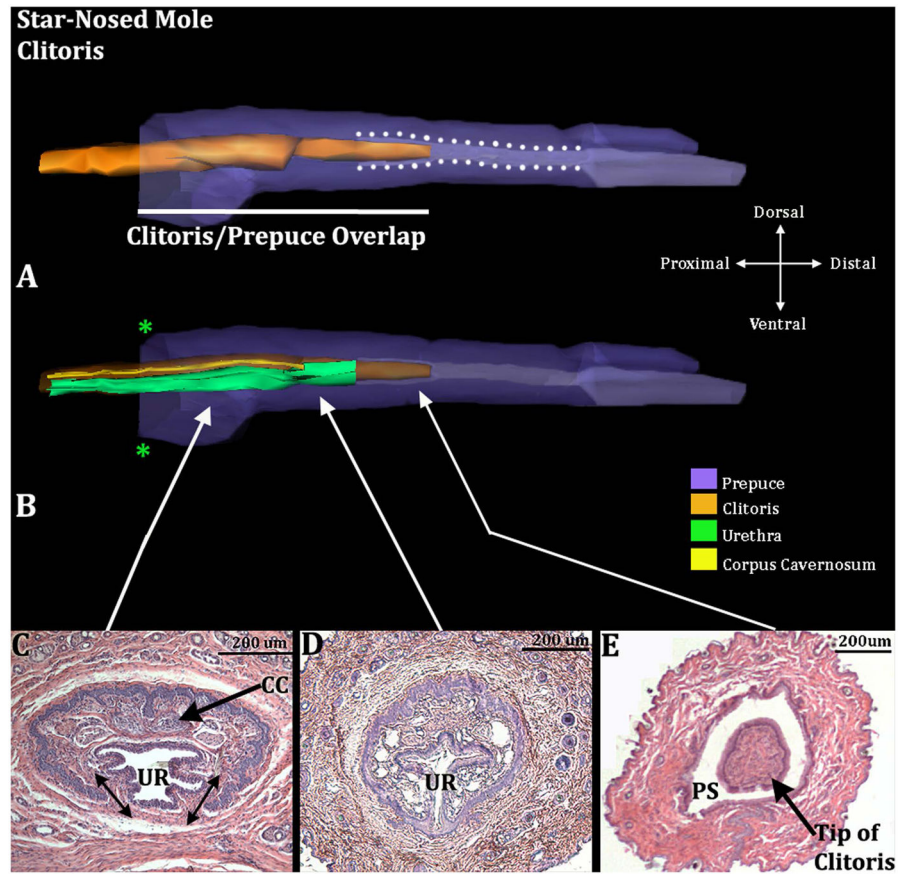 Star-Nosed Mole
Clitoris
Clitoris/Prepuce Overlap
Dorsal
Proximal
Distal
Ventral
A
*
*
B
Prepuce
Clitoris
Urethra
Corpus Cavernosum
C
200 um
CC
UR
D
200 um
UR
E
200um
PS
Tip of
Clitoris